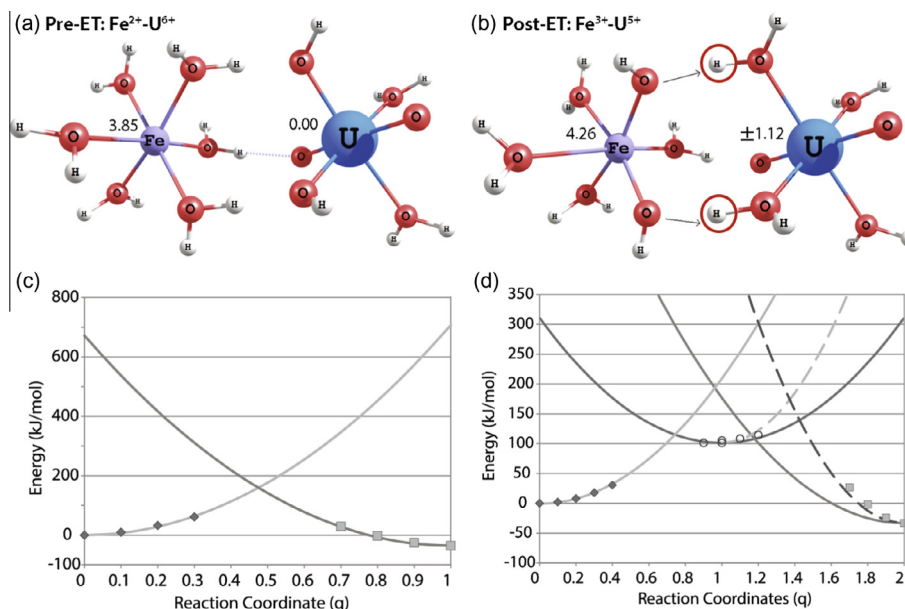 (a) Pre-ET: Fe2+-U6+
(b) Post-ET: Fe3+-U5+
H H H H H H H H H H H H
O O O O O O
3.85
Fe
H
O
0.00
U
O
O
O
O
H
O
H
H
H H H H H H H H H H
O O O O O O
4.26
Fe
H
H
O
H
±1.12
U
O
O
O
H
O
H
O
H
H
(c)
800
600
400
200
0
-100
Energy (kJ/mol)
0 0.1 0.2 0.3 0.4 0.5 0.6 0.7 0.8 0.9 1
Reaction Coordinate (q)
(d)
350
300
250
200
150
100
50
0
-50
-100
Energy (kJ/mol)
0 0.2 0.4 0.6 0.8 1.0 1.2 1.4 1.6 1.8 2.0
Reaction Coordinates (q)